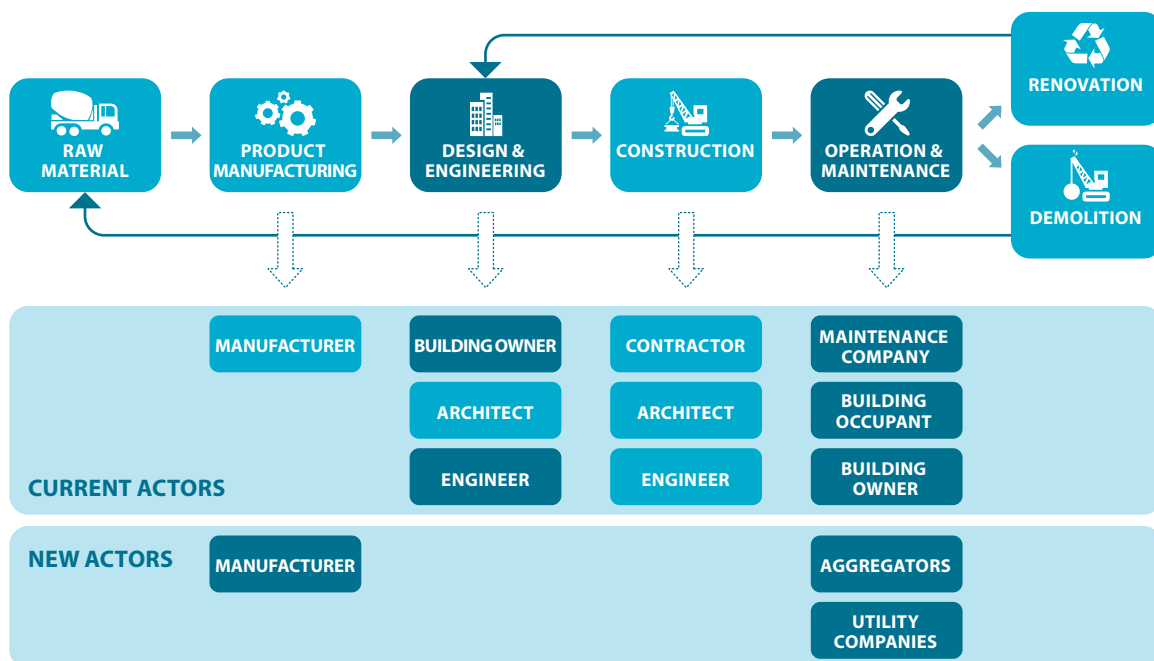 RAW
MATERIAL
PRODUCT
MANUFACTURING
DESIGN &
ENGINEERING
CONSTRUCTION
OPERATION &
MAINTENANCE
RENOVATION
DEMOLITION
CURRENT ACTORS
MANUFACTURER
BUILDING OWNER
ARCHITECT
ENGINEER
CONTRACTOR
ARCHITECT
ENGINEER
MAINTENANCE
COMPANY
BUILDING
OCCUPANT
BUILDING
OWNER
NEW ACTORS
MANUFACTURER
AGGREGATORS
UTILITY
COMPANIES